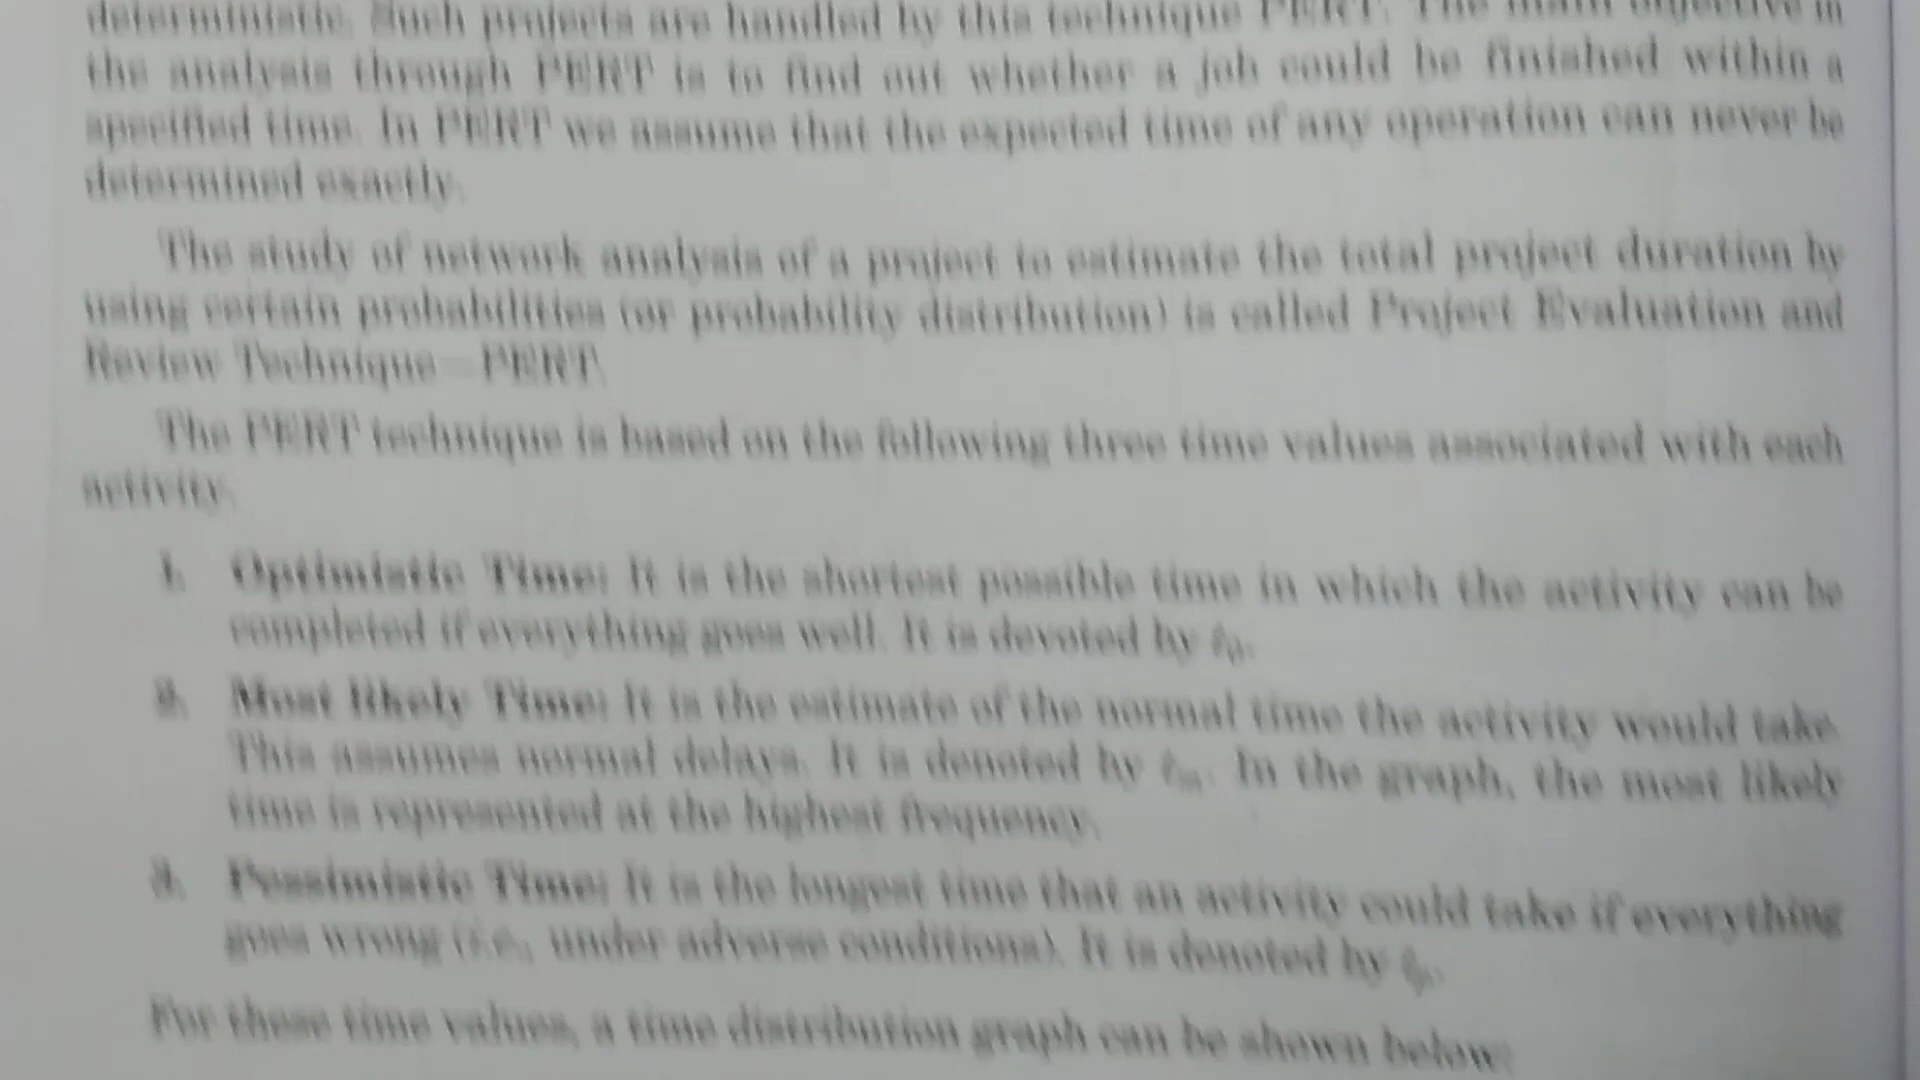 deterministic. Such projects are handled by this technique PERT. The main objective in
the analysis through PERT is to find out whether a job could be finished within a
specified time. In PERT we assume that the expected time of any operation can never be
determined exactly.
The study of network analysis of a project to estimate the total project duration by
using certain probabilities (or probability distribution) is called Project Evaluation and
Review Technique—PERT.
The PERT technique is based on the following three time values associated with each
activity.
1. Optimistic Time: It is the shortest possible time in which the activity can be
completed if everything goes well. It is devoted by t₀.
2. Most likely Time: It is the estimate of the normal time the activity would take.
This assumes normal delays. It is denoted by tₘ. In the graph, the most likely
time is represented at the highest frequency.
3. Pessimistic Time: It is the longest time that an activity could take if everything
goes wrong (i.e., under adverse conditions). It is denoted by tₚ.
For these time values, a time distribution graph can be shown below: